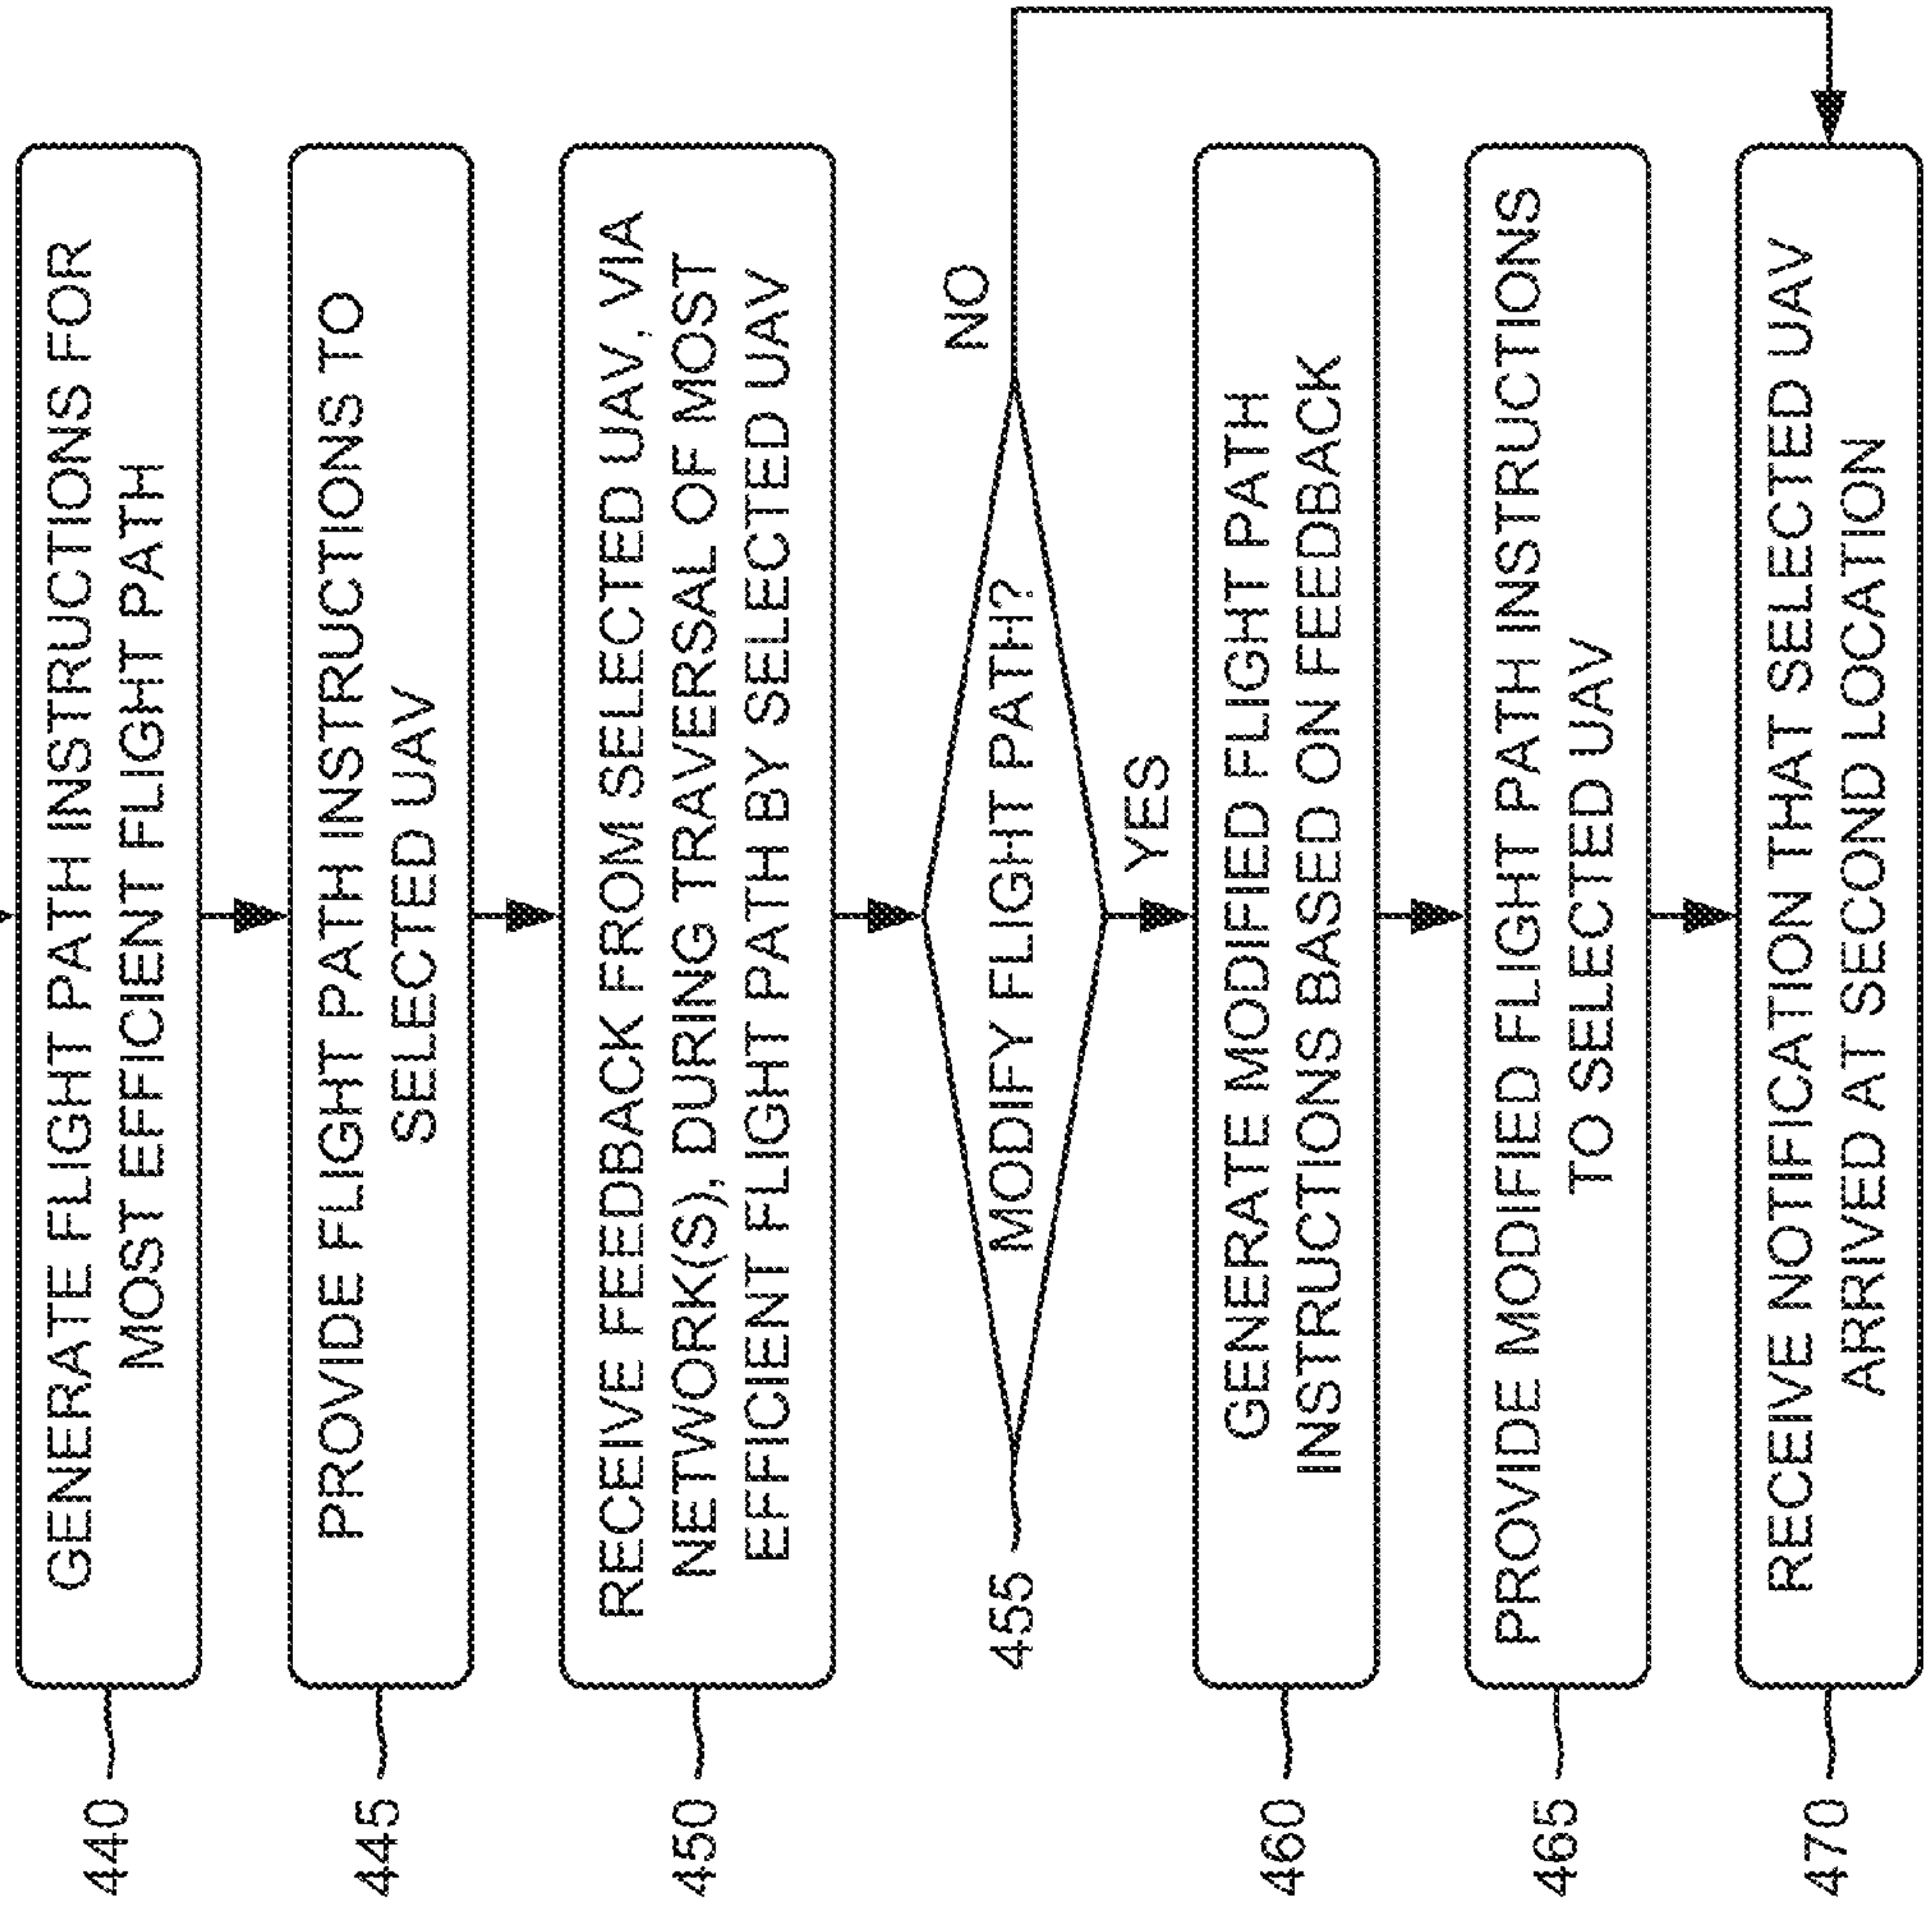 440
GENERATE FLIGHT PATH INSTRUCTIONS FOR
MOST EFFICIENT FLIGHT PATH
445
PROVIDE FLIGHT PATH INSTRUCTIONS TO
SELECTED UAV
450
RECEIVE FEEDBACK FROM SELECTED UAV, VIA
NETWORK(S), DURING TRAVERSAL OF MOST
EFFICIENT FLIGHT PATH BY SELECTED UAV
455
MODIFY FLIGHT PATH?
NO
YES
460
GENERATE MODIFIED FLIGHT PATH
INSTRUCTIONS BASED ON FEEDBACK
465
PROVIDE MODIFIED FLIGHT PATH INSTRUCTIONS
TO SELECTED UAV
470
RECEIVE NOTIFICATION THAT SELECTED UAV
ARRIVED AT SECOND LOCATION